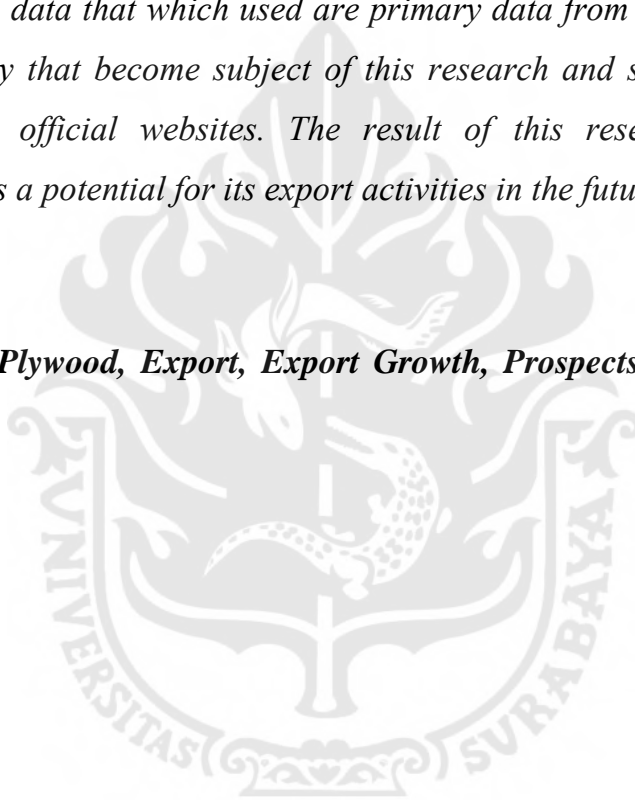 data that which used are primary data from
y that become subject of this research and s
official websites. The result of this rese
s a potential for its export activities in the futu
Plywood, Export, Export Growth, Prospects
UNIVERSITAS SURABAYA